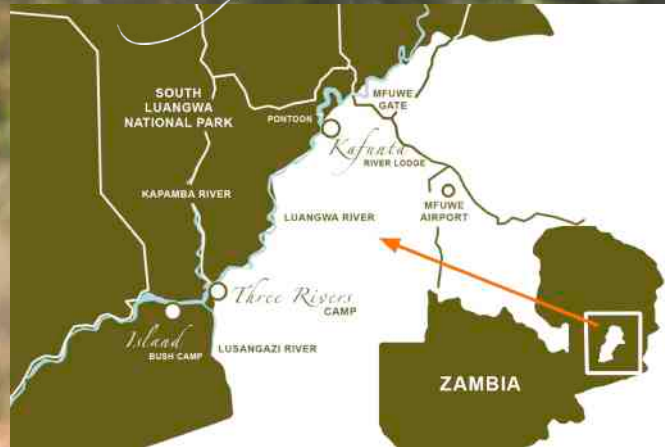 SOUTH
LUANGWA
NATIONAL PARK
MFUWE
GATE
PONTOON
Kafunta
RIVER LODGE
KAPAMBA RIVER
MFUWE
AIRPORT
LUANGWA RIVER
Three Rivers
CAMP
Island
BUSH CAMP
LUSANGAZI RIVER
ZAMBIA